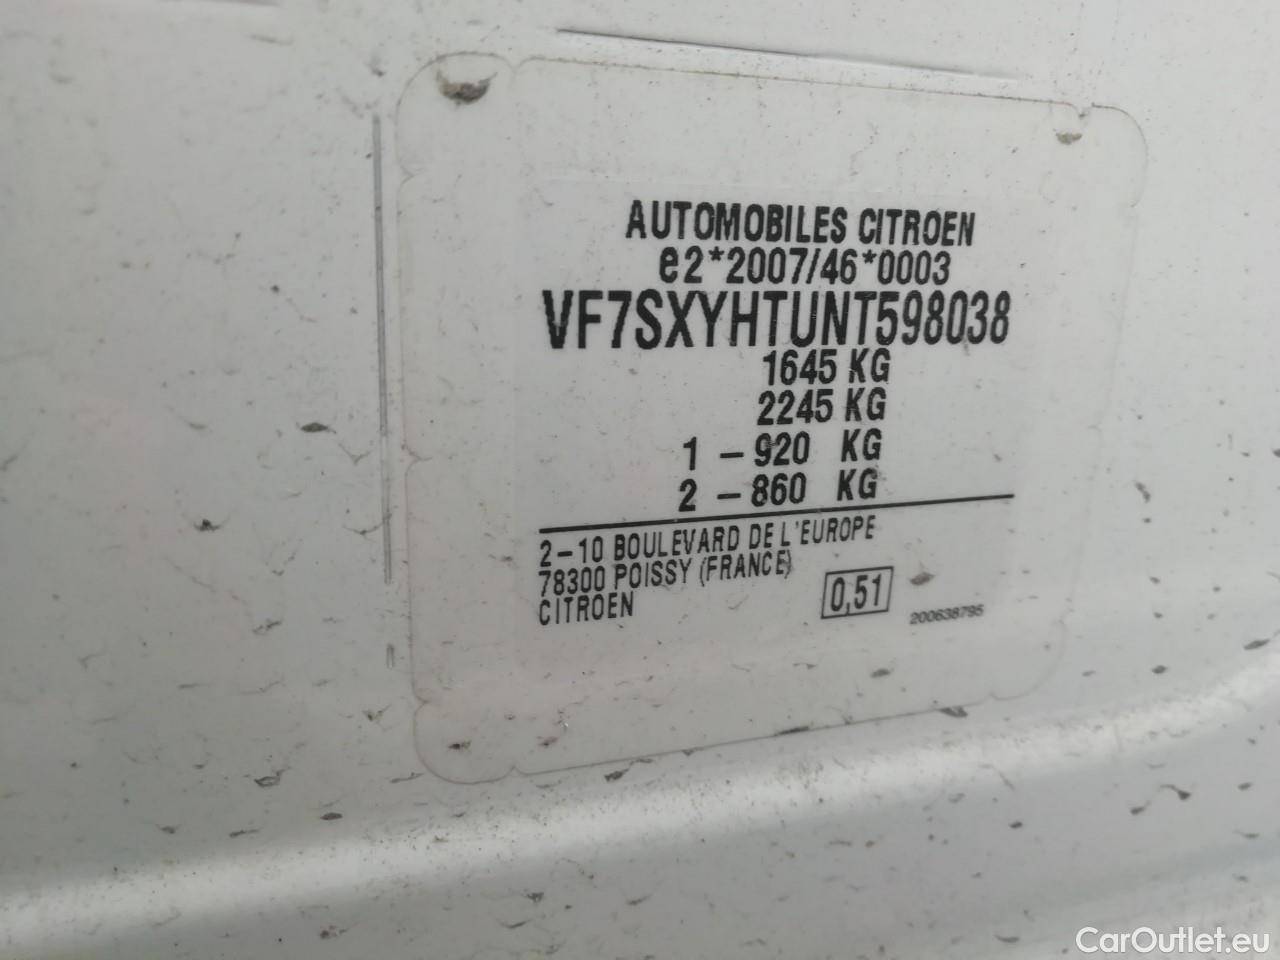 AUTOMOBILES CITROEN
e2*2007/46*0003
VF7SXYHTUNT598038
1645 KG
2245 KG
1 – 920 KG
2 – 860 KG
2–10 BOULEVARD DE L'EUROPE
78300 POISSY (FRANCE)
CITROEN
0,51
200638795
CarOutlet.eu